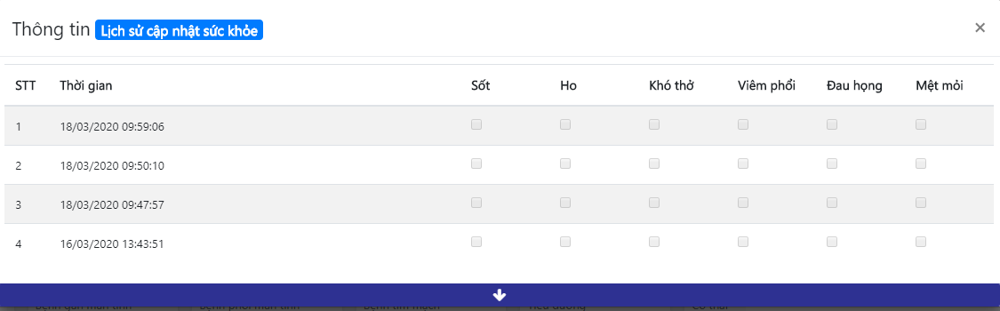 Thông tin Lịch sử cập nhật sức khỏe ×
STT Thời gian Sốt Ho Khó thở Viêm phổi Đau họng Mệt mỏi
1 18/03/2020 09:59:06
2 18/03/2020 09:50:10
3 18/03/2020 09:47:57
4 16/03/2020 13:43:51